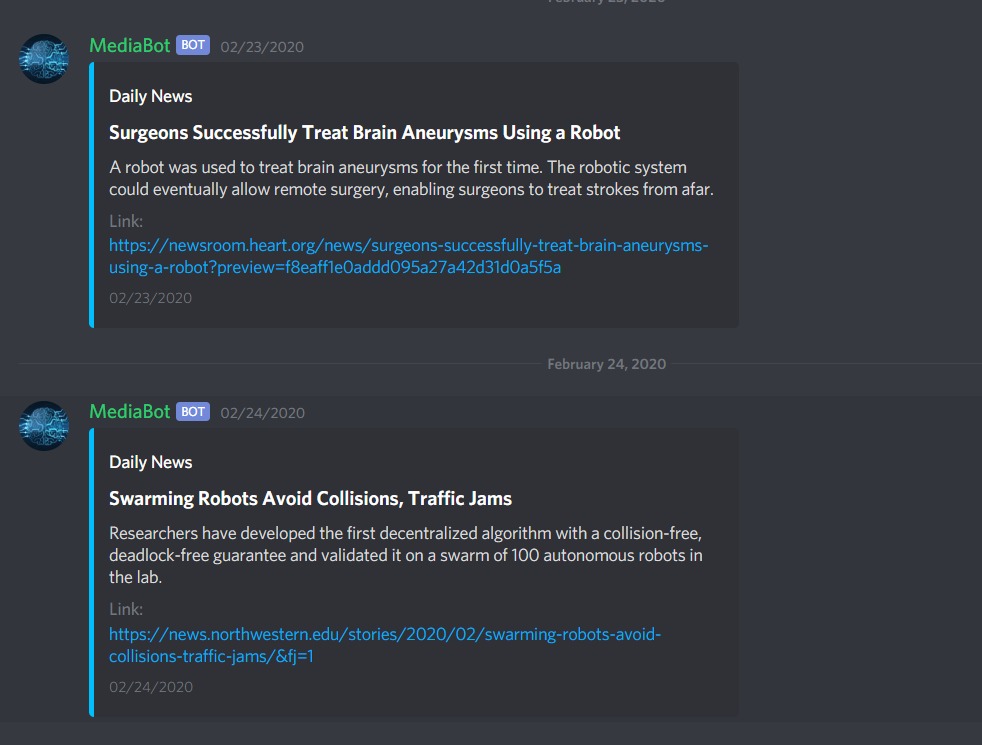 February 23, 2020
MediaBot BOT 02/23/2020
Daily News
Surgeons Successfully Treat Brain Aneurysms Using a Robot
A robot was used to treat brain aneurysms for the first time. The robotic system
could eventually allow remote surgery, enabling surgeons to treat strokes from afar.
Link:
https://newsroom.heart.org/news/surgeons-successfully-treat-brain-aneurysms-
using-a-robot?preview=f8eaff1e0addd095a27a42d31d0a5f5a
02/23/2020
February 24, 2020
MediaBot BOT 02/24/2020
Daily News
Swarming Robots Avoid Collisions, Traffic Jams
Researchers have developed the first decentralized algorithm with a collision-free,
deadlock-free guarantee and validated it on a swarm of 100 autonomous robots in
the lab.
Link:
https://news.northwestern.edu/stories/2020/02/swarming-robots-avoid-
collisions-traffic-jams/&fj=1
02/24/2020